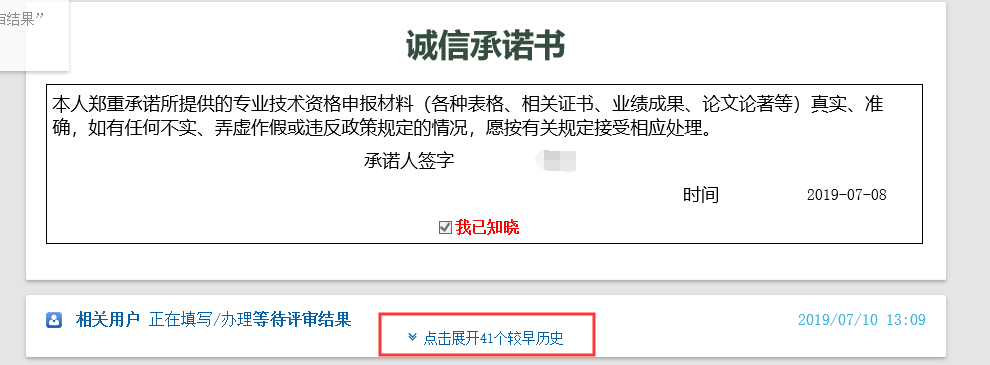 审结果”
诚信承诺书
本人郑重承诺所提供的专业技术资格申报材料（各种表格、相关证书、业绩成果、论文论著等）真实、准
确，如有任何不实、弄虚作假或违反政策规定的情况，愿按有关规定接受相应处理。
承诺人签字
时间 2019-07-08
我已知晓
相关用户 正在填写/办理等待评审结果 2019/07/10 13:09
点击展开41个较早历史